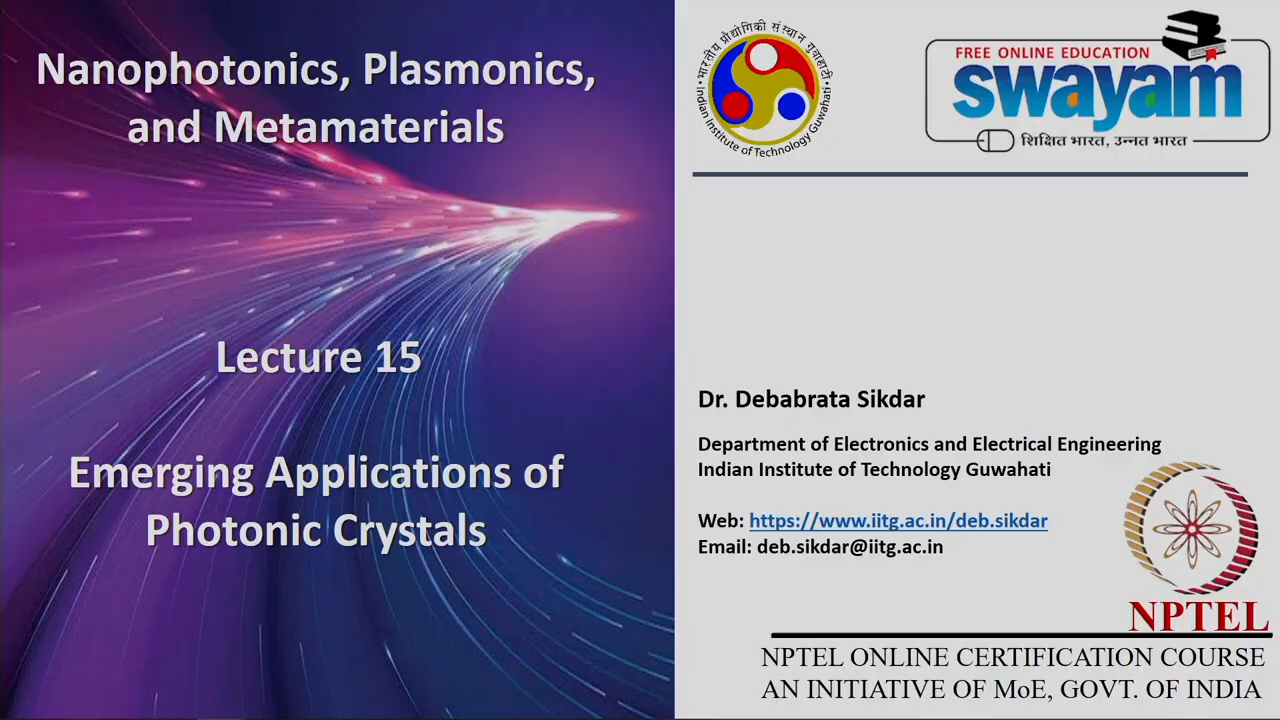 Nanophotonics, Plasmonics,
and Metamaterials
Lecture 15
Emerging Applications of
Photonic Crystals
भारतीय प्रौद्योगिकी संस्थान गुवाहाटी
Indian Institute of Technology Guwahati
FREE ONLINE EDUCATION
swayam
शिक्षित भारत, उन्नत भारत
Dr. Debabrata Sikdar
Department of Electronics and Electrical Engineering
Indian Institute of Technology Guwahati
Web: https://www.iitg.ac.in/deb.sikdar
Email: deb.sikdar@iitg.ac.in
NPTEL
NPTEL ONLINE CERTIFICATION COURSE
AN INITIATIVE OF MoE, GOVT. OF INDIA